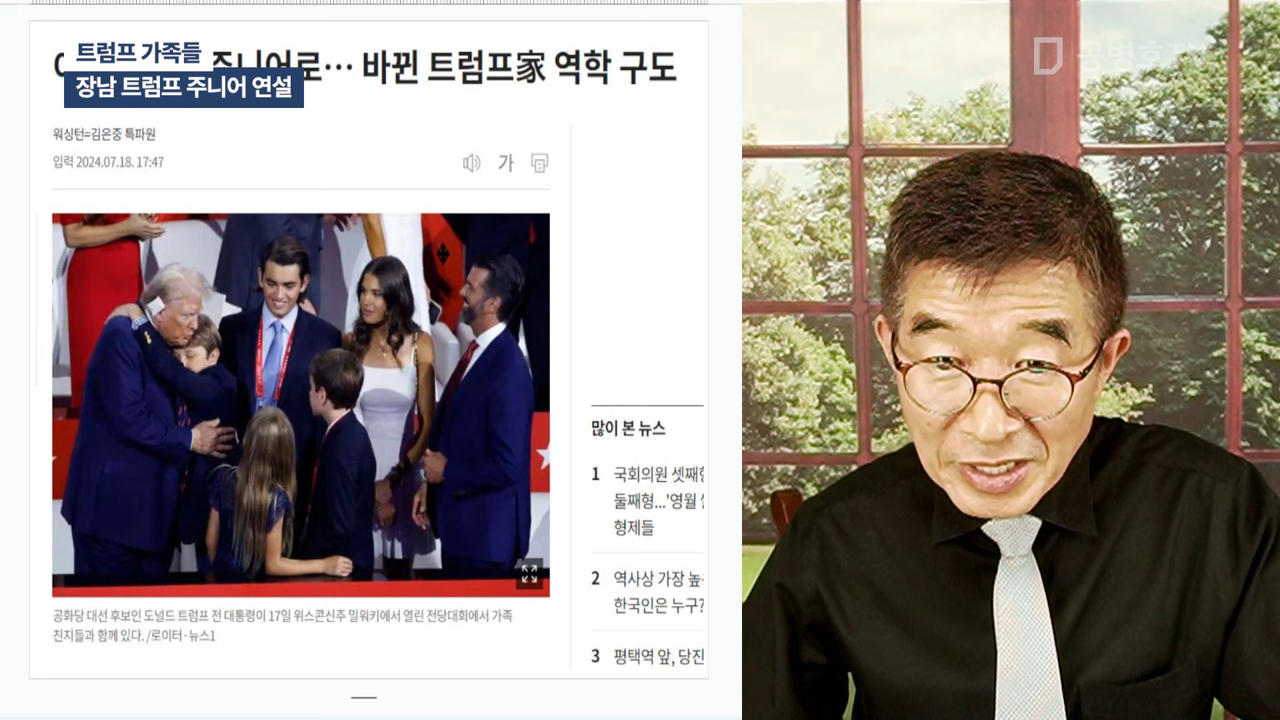 트럼프 가족들
장남 트럼프 주니어 연설
주니어로… 바뀐 트럼프家 역학 구도
워싱턴=김은중 특파원
입력 2024.07.18. 17:47
가
공화당 대선 후보인 도널드 트럼프 전 대통령이 17일 위스콘신주 밀워키에서 열린 전당대회에서 가족
친지들과 함께 있다. /로이터·뉴스1
많이 본 뉴스
1 국회의원 셋째형
둘째형...'영월
형제들
2 역사상 가장
한국인은 누구?
3 평택역 앞, 당진
공병호